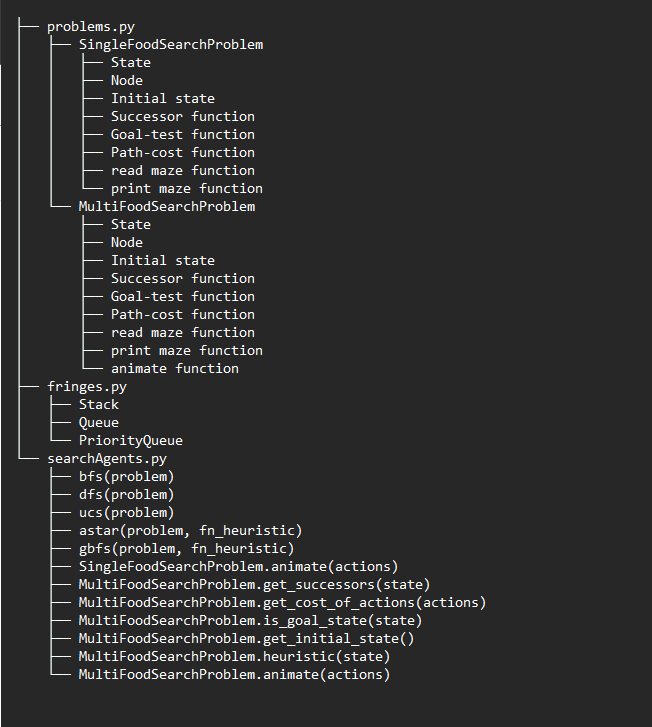 problems.py
SingleFoodSearchProblem
State
Node
Initial state
Successor function
Goal-test function
Path-cost function
read maze function
print maze function
MultiFoodSearchProblem
State
Node
Initial state
Successor function
Goal-test function
Path-cost function
read maze function
print maze function
animate function
fringes.py
Stack
Queue
PriorityQueue
searchAgents.py
bfs(problem)
dfs(problem)
ucs(problem)
astar(problem, fn_heuristic)
gbfs(problem, fn_heuristic)
SingleFoodSearchProblem.animate(actions)
MultiFoodSearchProblem.get_successors(state)
MultiFoodSearchProblem.get_cost_of_actions(actions)
MultiFoodSearchProblem.is_goal_state(state)
MultiFoodSearchProblem.get_initial_state()
MultiFoodSearchProblem.heuristic(state)
MultiFoodSearchProblem.animate(actions)